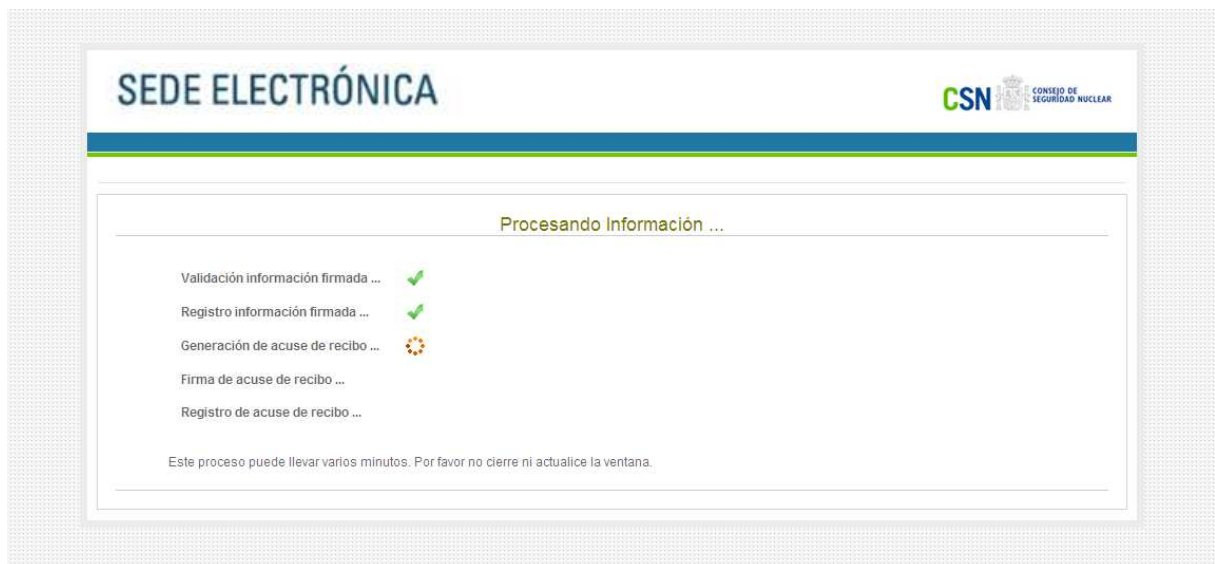 SEDE ELECTRÓNICA
CSN CONSEJO DE
SEGURIDAD NUCLEAR
Procesando Información ...
Validación información firmada ...
Registro información firmada ...
Generación de acuse de recibo ...
Firma de acuse de recibo ...
Registro de acuse de recibo ...
Este proceso puede llevar varios minutos. Por favor no cierre ni actualice la ventana.